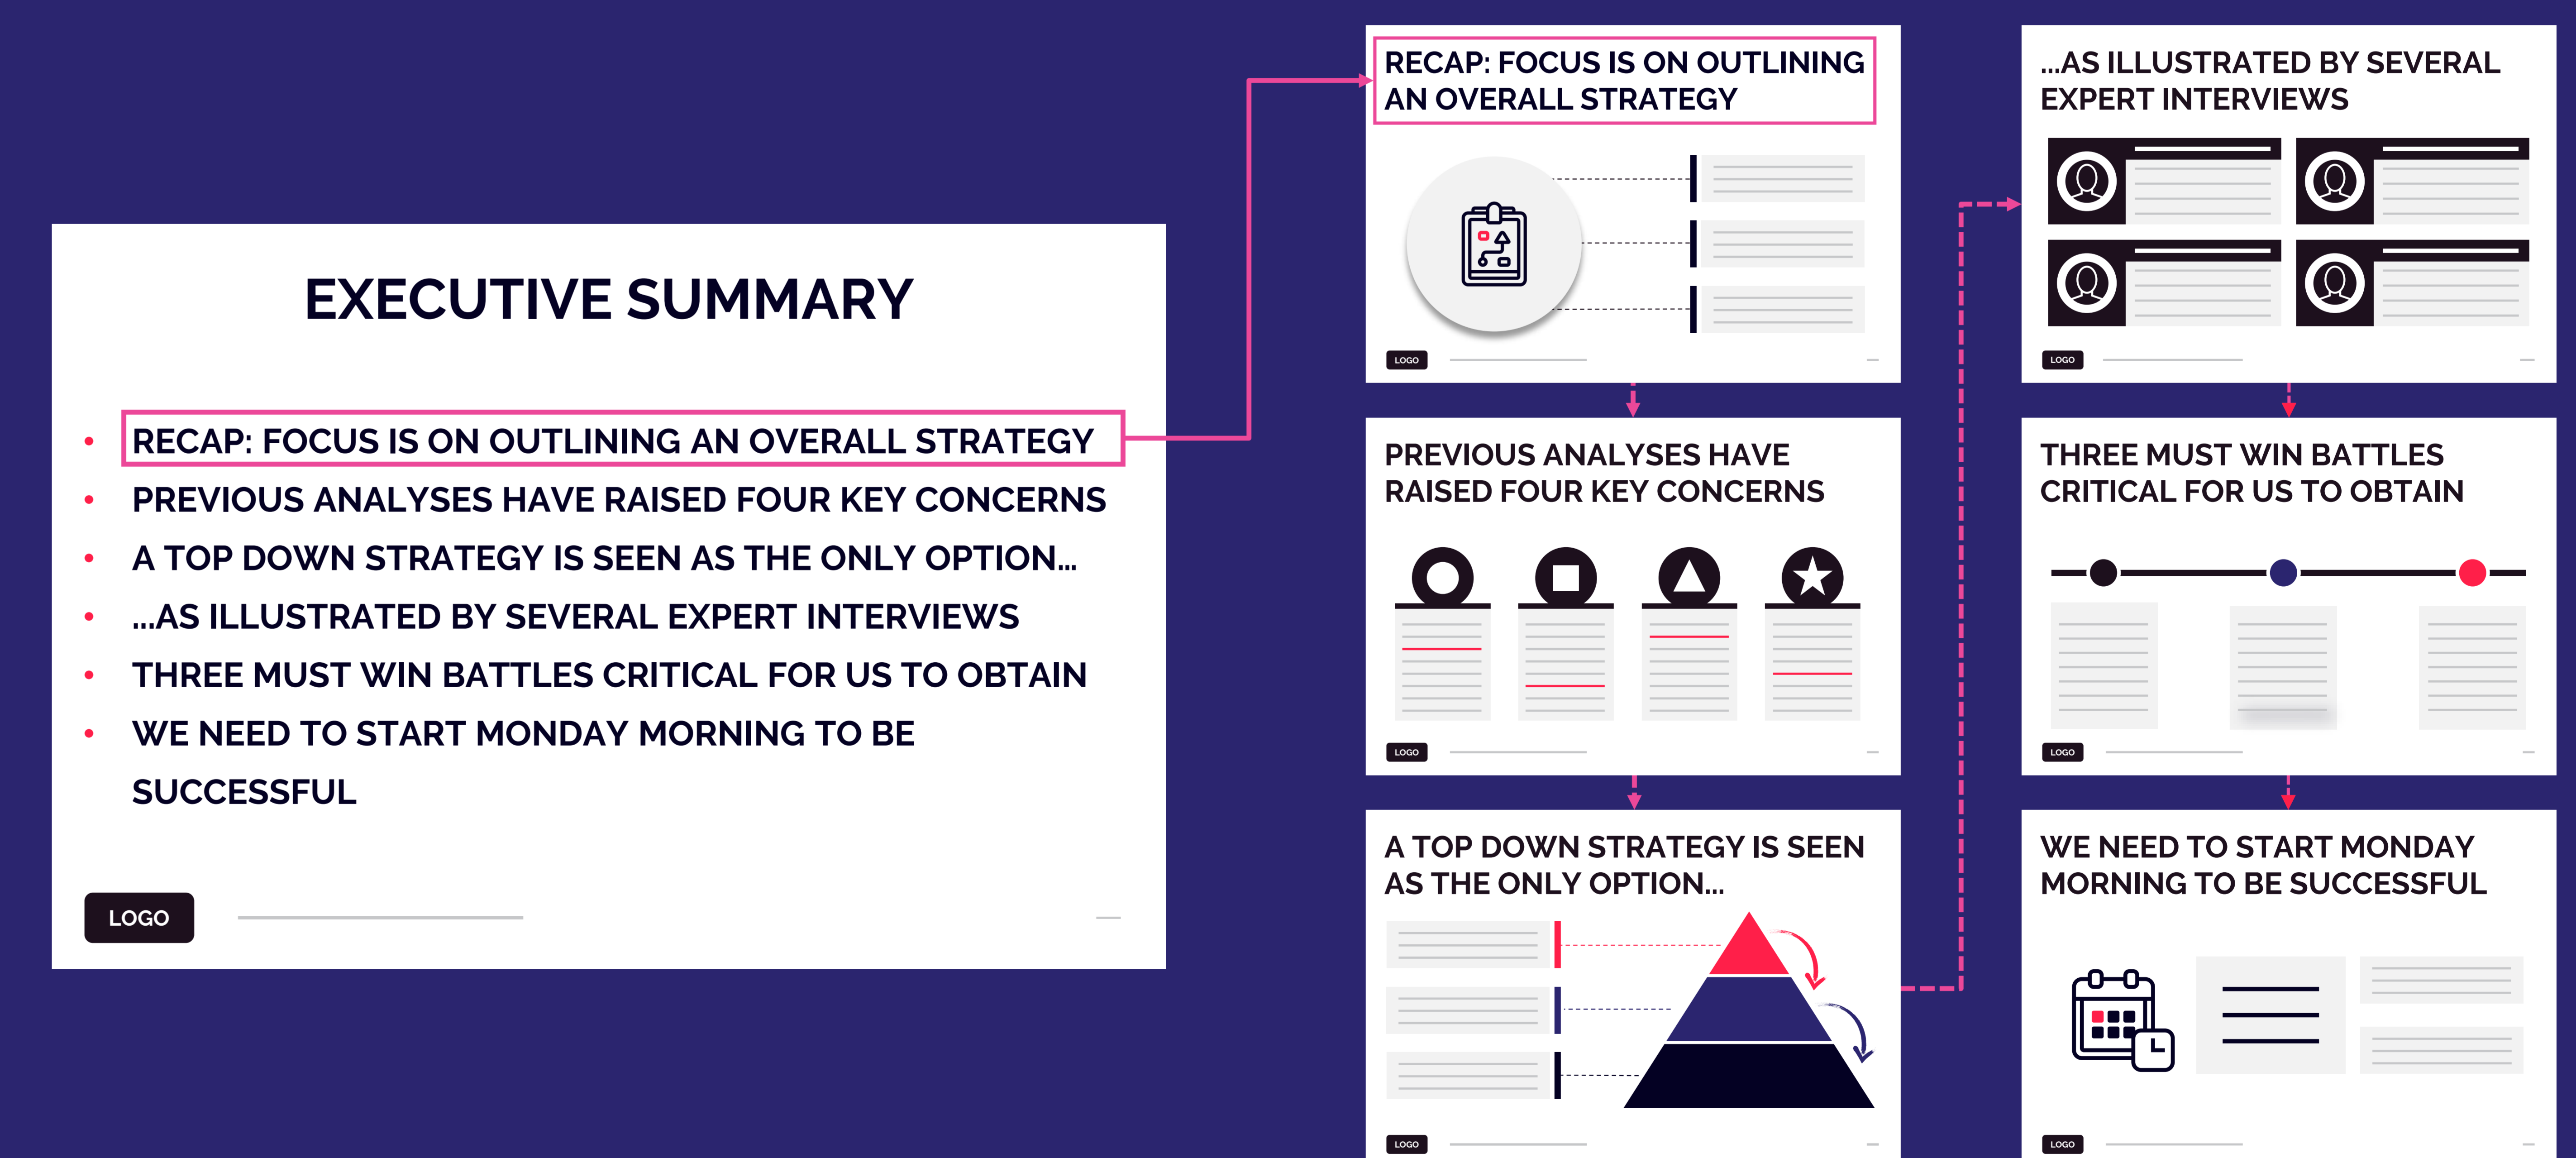 EXECUTIVE SUMMARY
• RECAP: FOCUS IS ON OUTLINING AN OVERALL STRATEGY
• PREVIOUS ANALYSES HAVE RAISED FOUR KEY CONCERNS
• A TOP DOWN STRATEGY IS SEEN AS THE ONLY OPTION...
• ...AS ILLUSTRATED BY SEVERAL EXPERT INTERVIEWS
• THREE MUST WIN BATTLES CRITICAL FOR US TO OBTAIN
• WE NEED TO START MONDAY MORNING TO BE
SUCCESSFUL
LOGO
RECAP: FOCUS IS ON OUTLINING
AN OVERALL STRATEGY
LOGO
PREVIOUS ANALYSES HAVE
RAISED FOUR KEY CONCERNS
LOGO
A TOP DOWN STRATEGY IS SEEN
AS THE ONLY OPTION...
LOGO
...AS ILLUSTRATED BY SEVERAL
EXPERT INTERVIEWS
LOGO
THREE MUST WIN BATTLES
CRITICAL FOR US TO OBTAIN
LOGO
WE NEED TO START MONDAY
MORNING TO BE SUCCESSFUL
LOGO